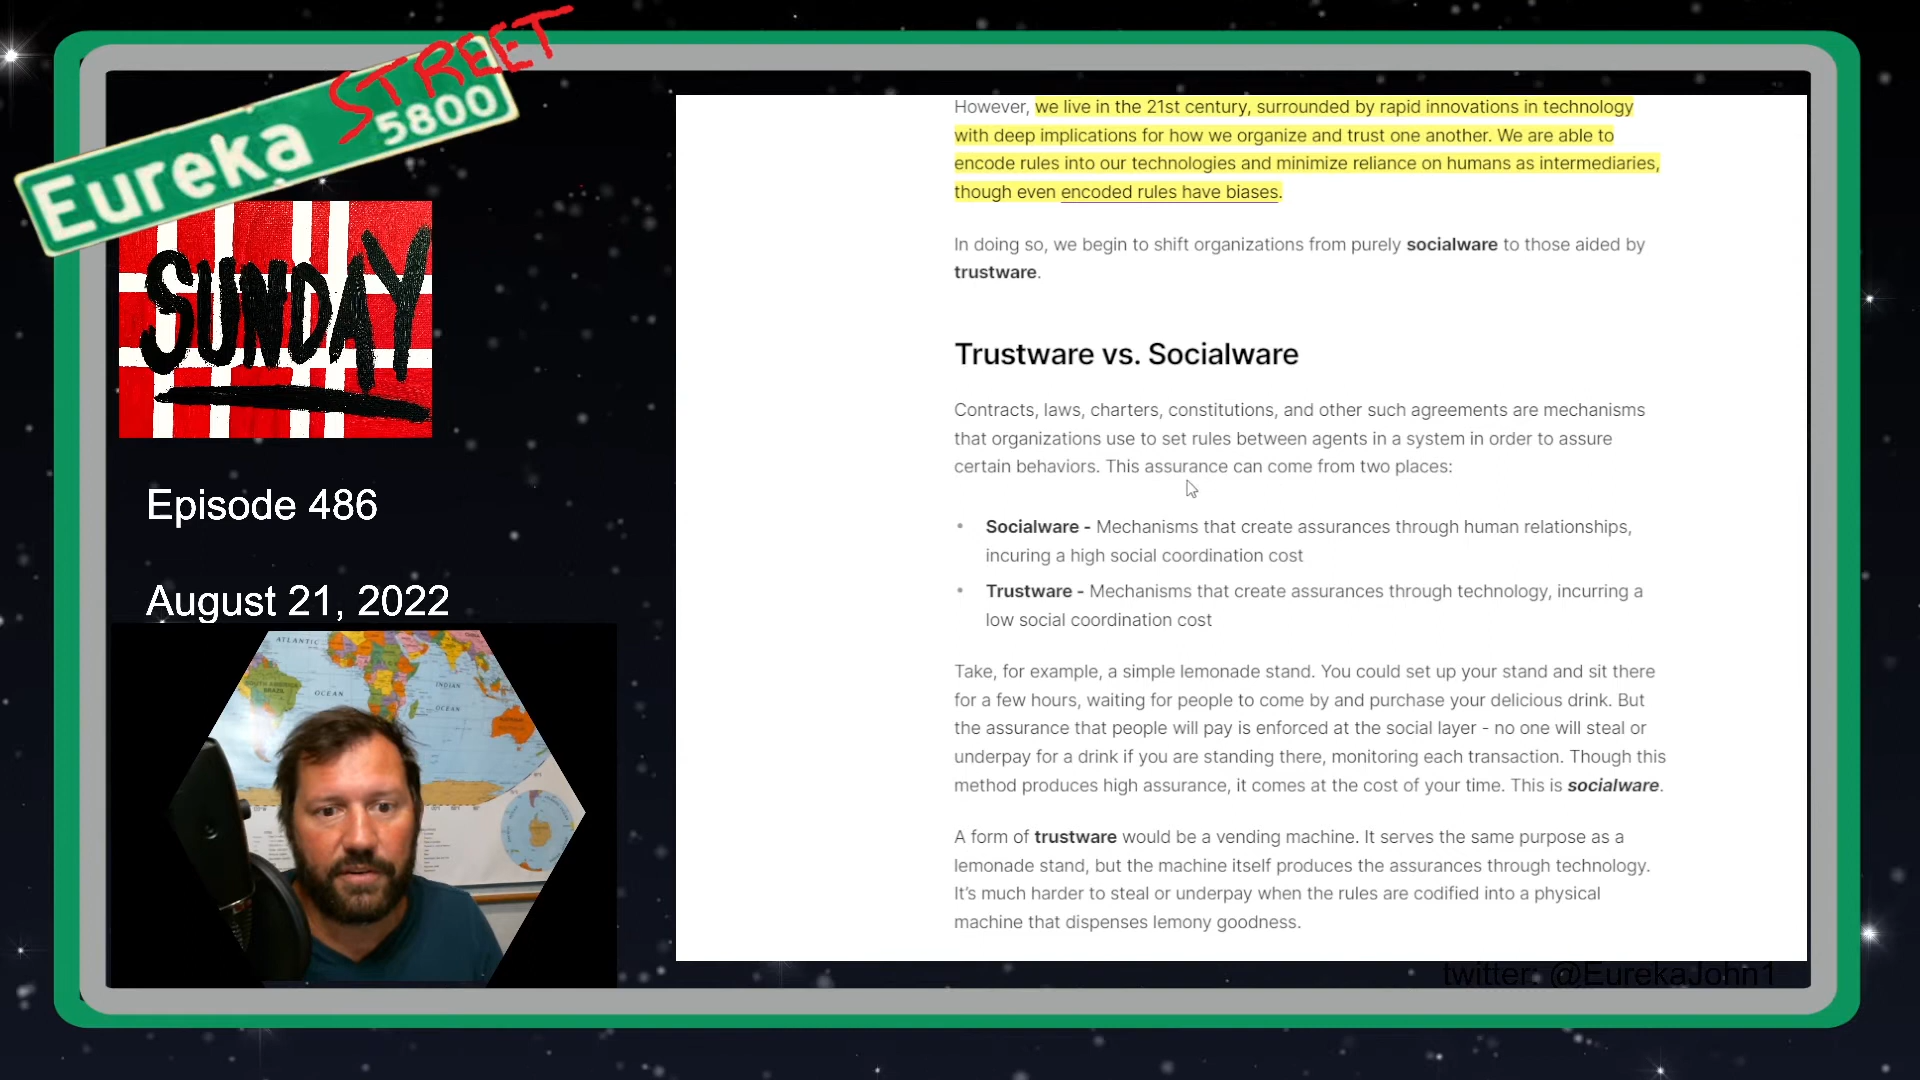 Eureka
STREET
5800
SUNDAY
Episode 486
August 21, 2022
ATLANTIC
SOUTH AMERICA
BRAZIL
OCEAN
INDIAN
OCEAN
AUSTRALIA
However, we live in the 21st century, surrounded by rapid innovations in technology
with deep implications for how we organize and trust one another. We are able to
encode rules into our technologies and minimize reliance on humans as intermediaries,
though even encoded rules have biases.
In doing so, we begin to shift organizations from purely socialware to those aided by
trustware.
Trustware vs. Socialware
Contracts, laws, charters, constitutions, and other such agreements are mechanisms
that organizations use to set rules between agents in a system in order to assure
certain behaviors. This assurance can come from two places:
• Socialware - Mechanisms that create assurances through human relationships,
incuring a high social coordination cost
• Trustware - Mechanisms that create assurances through technology, incurring a
low social coordination cost
Take, for example, a simple lemonade stand. You could set up your stand and sit there
for a few hours, waiting for people to come by and purchase your delicious drink. But
the assurance that people will pay is enforced at the social layer - no one will steal or
underpay for a drink if you are standing there, monitoring each transaction. Though this
method produces high assurance, it comes at the cost of your time. This is socialware.
A form of trustware would be a vending machine. It serves the same purpose as a
lemonade stand, but the machine itself produces the assurances through technology.
It's much harder to steal or underpay when the rules are codified into a physical
machine that dispenses lemony goodness.
twitter: @EurekaJohn1